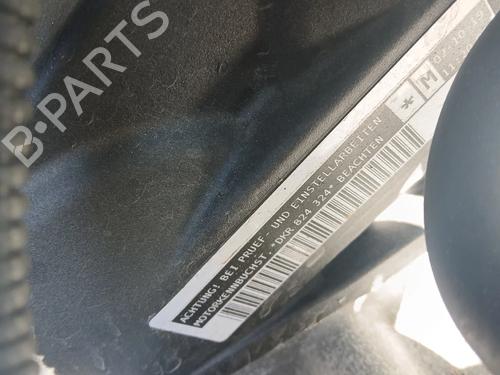 B-PARTS
ACHTUNG! BEI PRUEF- UND EINSTELLARBEITEN
MOTORKENNBUCHST. *DKR 824 324* BEACHTEN
* M